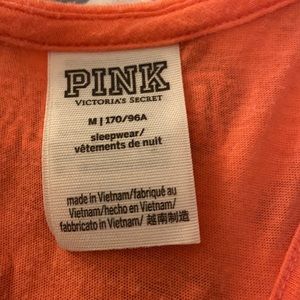 PINK
VICTORIA'S SECRET
M | 170/96A
sleepwear/
vêtements de nuit
made in Vietnam/fabriqué au
Vietnam/hecho en Vietnam/
fabbricato in Vietnam/越南制造